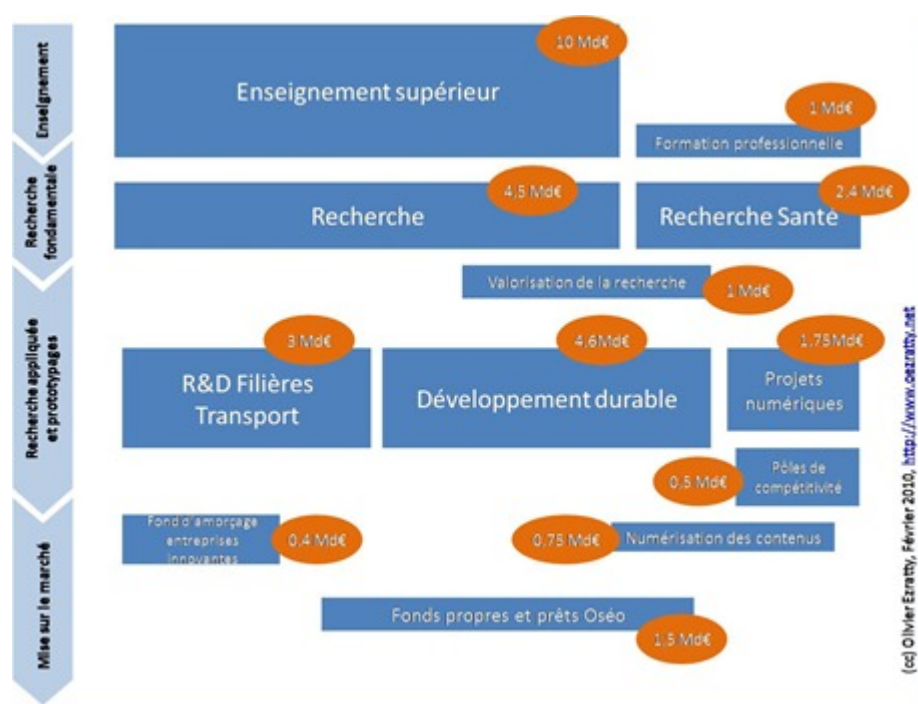 Enseignement
10 Md€
Enseignement supérieur
1 Md€
Formation professionnelle
Recherche
fondamentale
4,5 Md€
Recherche
2,4 Md€
Recherche Santé
Valorisation de la recherche
1 Md€
Recherche appliquée
et prototypages
3 Md€
R&D Filières
Transport
4,6Md€
Développement durable
1,75Md€
Projets
numériques
0,5 Md€
Pôles de
compétitivité
Mise sur le marché
Fond d'amorçage
entreprises
innovantes
0,4 Md€
0,75 Md€
Numérisation des contenus
Fonds propres et prêts Oséo
1,5 Md€
(cc) Olivier Ezratty, Février 2010, http://www.oezratty.net